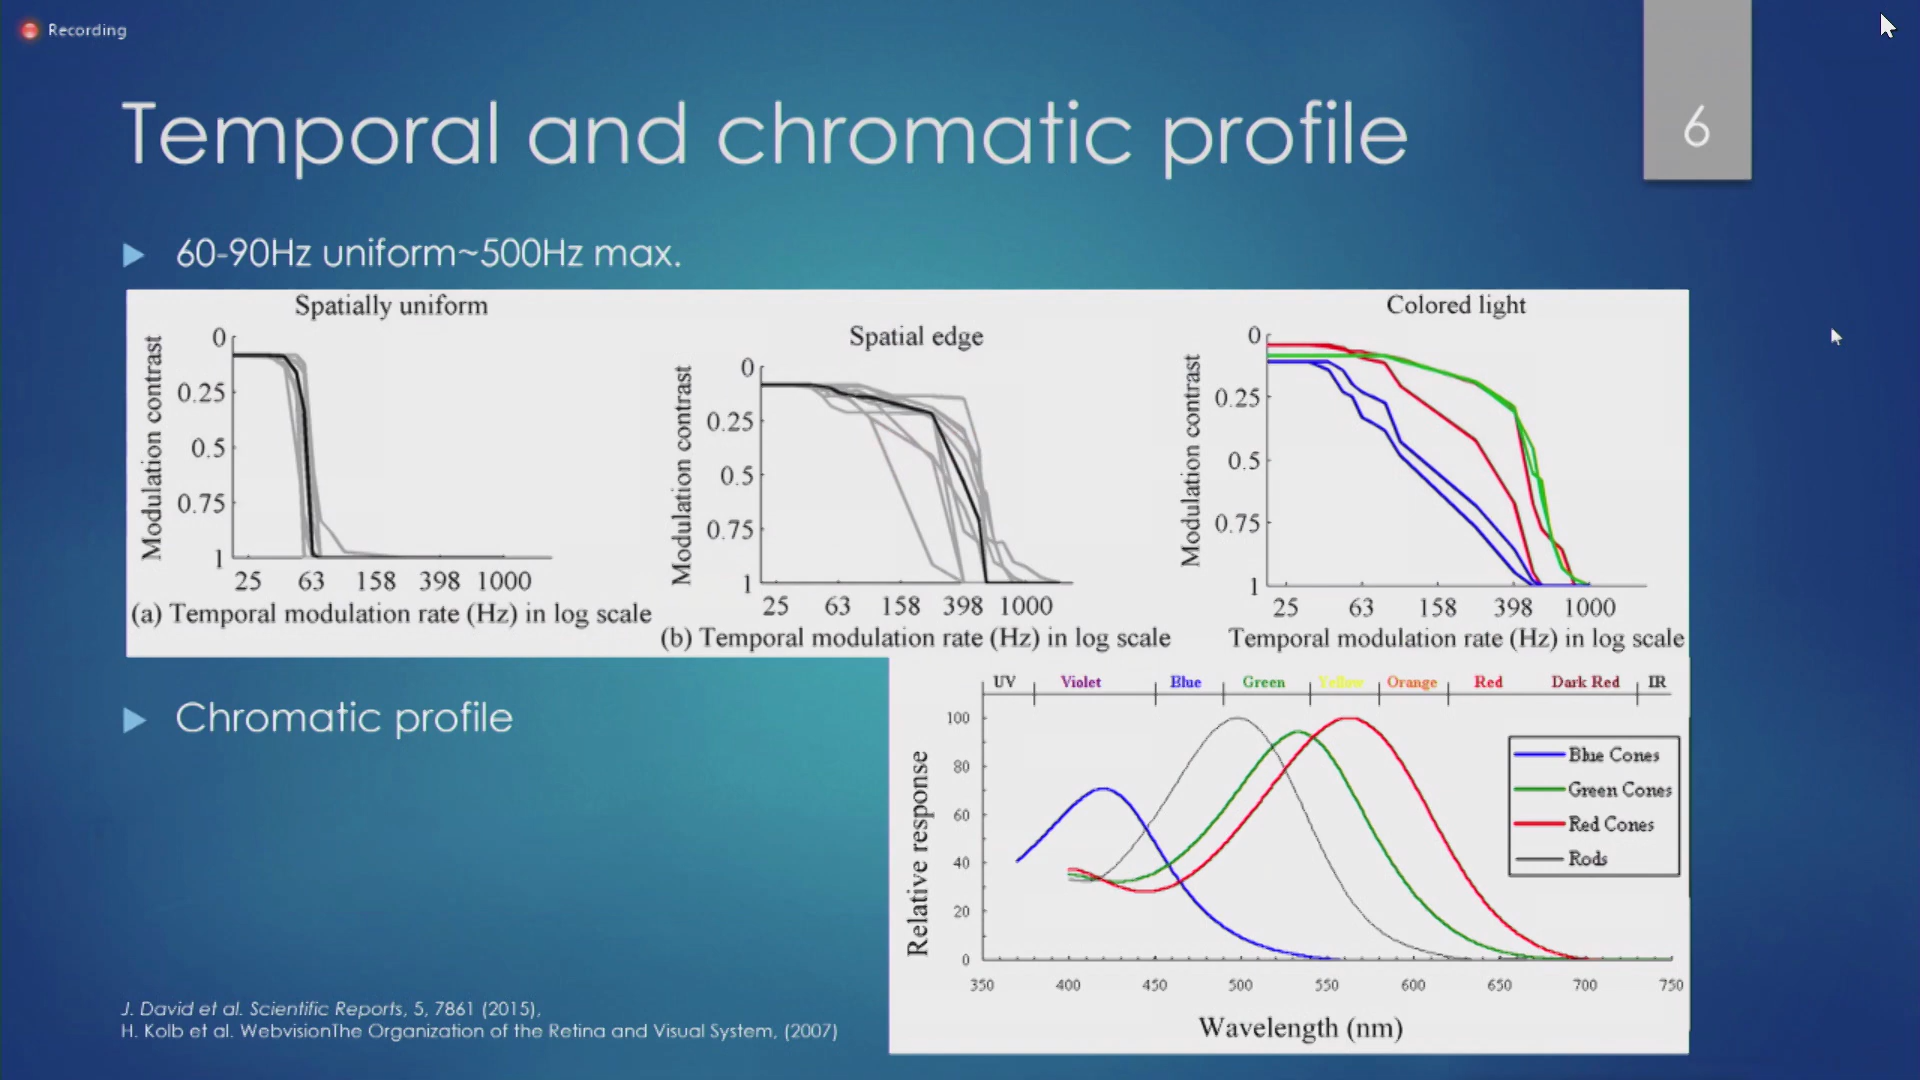 Recording
Temporal and chromatic profile
6
60-90Hz uniform~500Hz max.
Spatially uniform
Modulation contrast
0
0.25
0.5
0.75
1
25 63 158 398 1000
(a) Temporal modulation rate (Hz) in log scale
Spatial edge
Modulation contrast
0
0.25
0.5
0.75
1
25 63 158 398 1000
(b) Temporal modulation rate (Hz) in log scale
Colored light
Modulation contrast
0
0.25
0.5
0.75
1
25 63 158 398 1000
Temporal modulation rate (Hz) in log scale
Chromatic profile
UV Violet Blue Green Yellow Orange Red Dark Red IR
Relative response
100
80
60
40
20
0
350 400 450 500 550 600 650 700 750
Wavelength (nm)
Blue Cones
Green Cones
Red Cones
Rods
J. David et al. Scientific Reports, 5, 7861 (2015),
H. Kolb et al. WebvisionThe Organization of the Retina and Visual System, (2007)